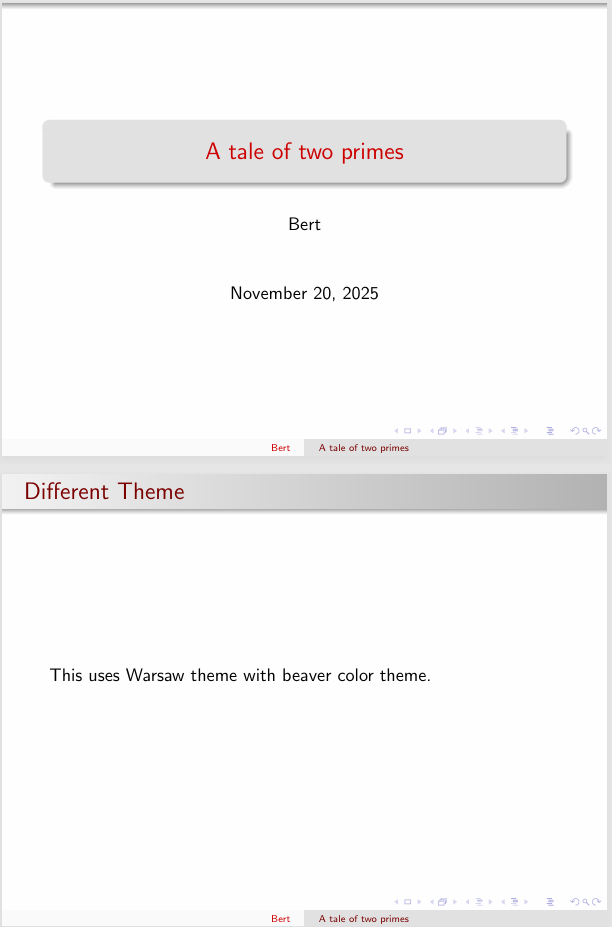 A tale of two primes
Bert
November 20, 2025
Bert A tale of two primes
Different Theme
This uses Warsaw theme with beaver color theme.
Bert A tale of two primes